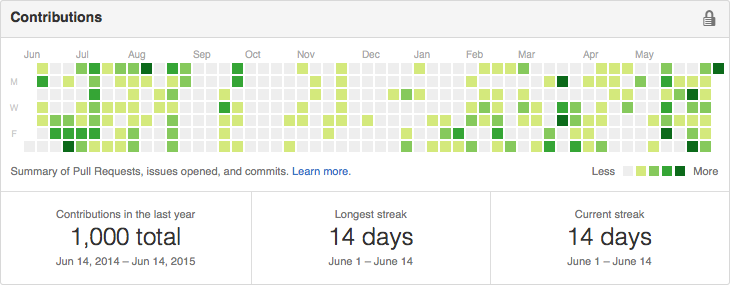 Contributions
Jun Jul Aug Sep Oct Nov Dec Jan Feb Mar Apr May
M
W
F
Summary of Pull Requests, issues opened, and commits. Learn more. Less More
Contributions in the last year Longest streak Current streak
1,000 total 14 days 14 days
Jun 14, 2014 – Jun 14, 2015 June 1 – June 14 June 1 – June 14